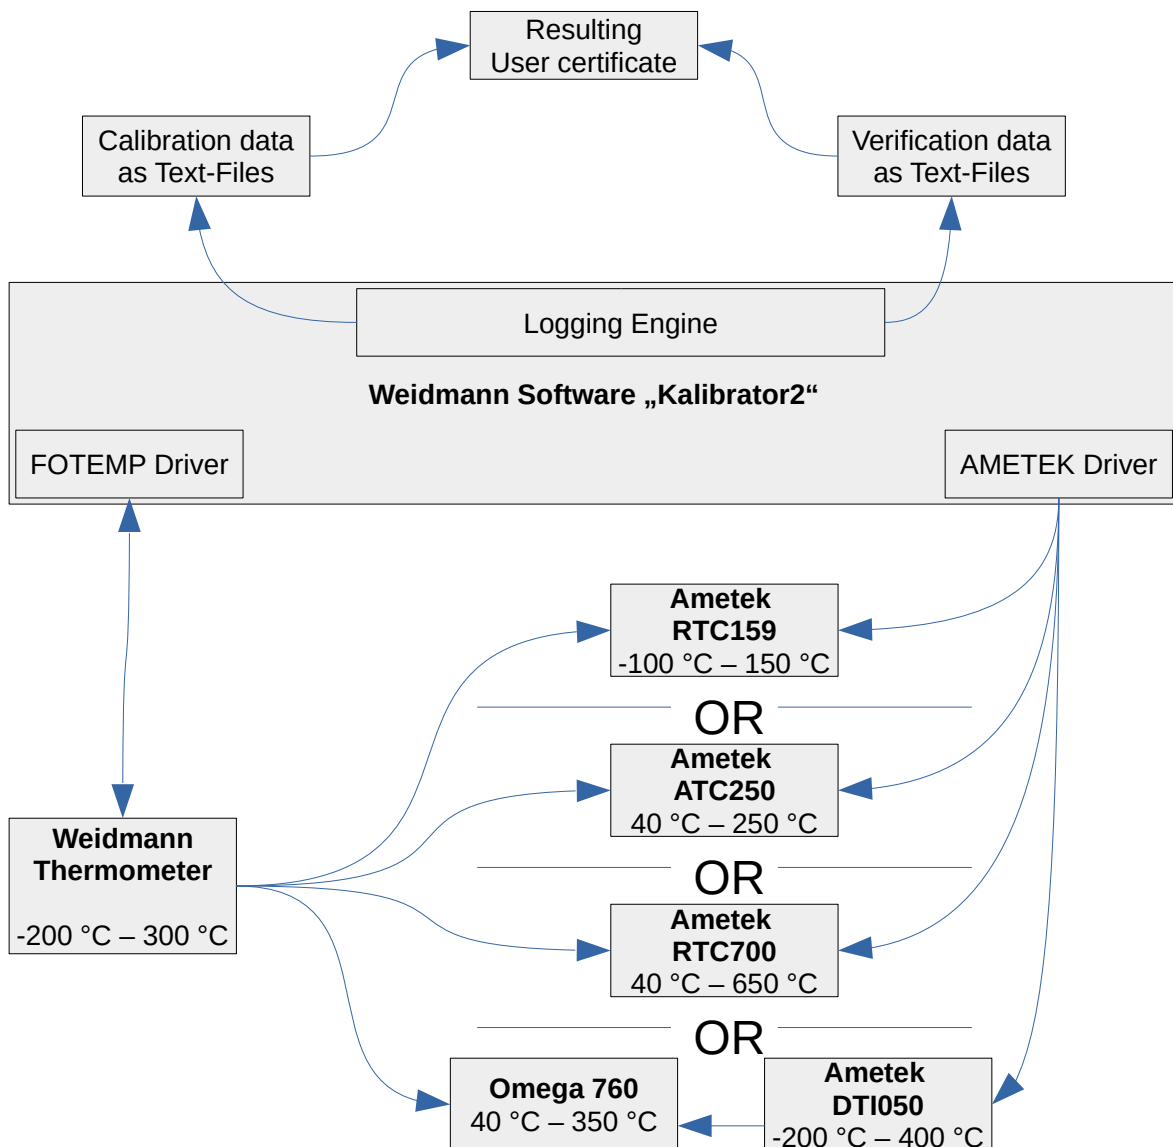 Resulting
User certificate
Calibration data
as Text-Files
Verification data
as Text-Files
Logging Engine
Weidmann Software „Kalibrator2“
FOTEMP Driver
AMETEK Driver
Ametek
RTC159
-100 °C – 150 °C
OR
Ametek
ATC250
40 °C – 250 °C
Weidmann
Thermometer
-200 °C – 300 °C
OR
Ametek
RTC700
40 °C – 650 °C
OR
Omega 760
40 °C – 350 °C
Ametek
DTI050
-200 °C – 400 °C